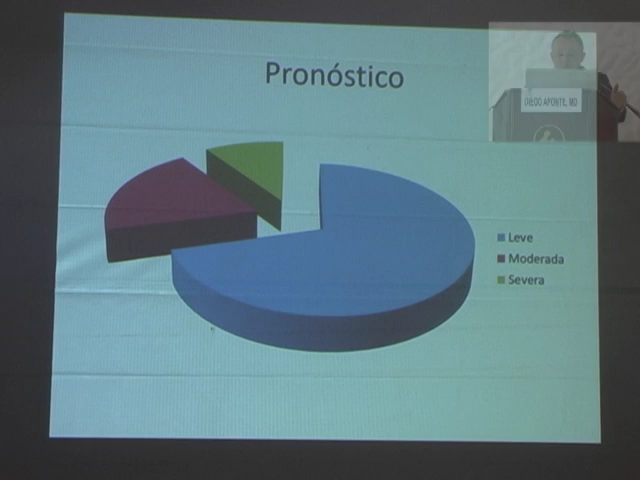 Pronóstico
DIEGO APONTE, MD
Leve
Moderada
Severa